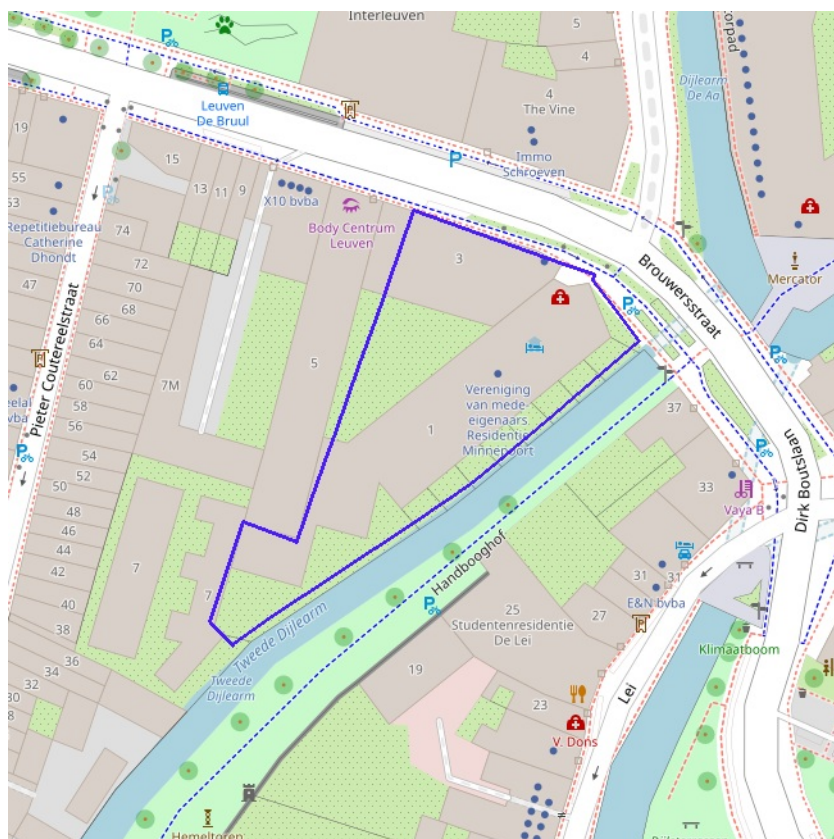 Interleuven
5
4
4
The Vine
Leuven
De Bruul
P
Immo
Schroeven
Dijlearm
De Aa
19
15
13
11
9
X10 bvba
Body Centrum
Leuven
55
53
Repetitiebureau
Catherine
Dhondt
74
72
70
68
66
64
62
60
58
56
54
52
50
48
46
44
42
40
38
36
34
32
30
47
Pieter Coutereelstraat
7M
3
5
1
7
7
Brouwersstraat
Mercator
Vereniging
van mede-
eigenaars
Residentie
Minnepoort
37
33
Vaya B
Dirk Boutslaan
31
31
E&N bvba
27
25
Studentenresidentie
De Lei
Handbooghof
Tweede Dijlearm
Tweede
Dijlearm
19
23
Lei
Klimaatboom
V. Dons
Hemeltoren